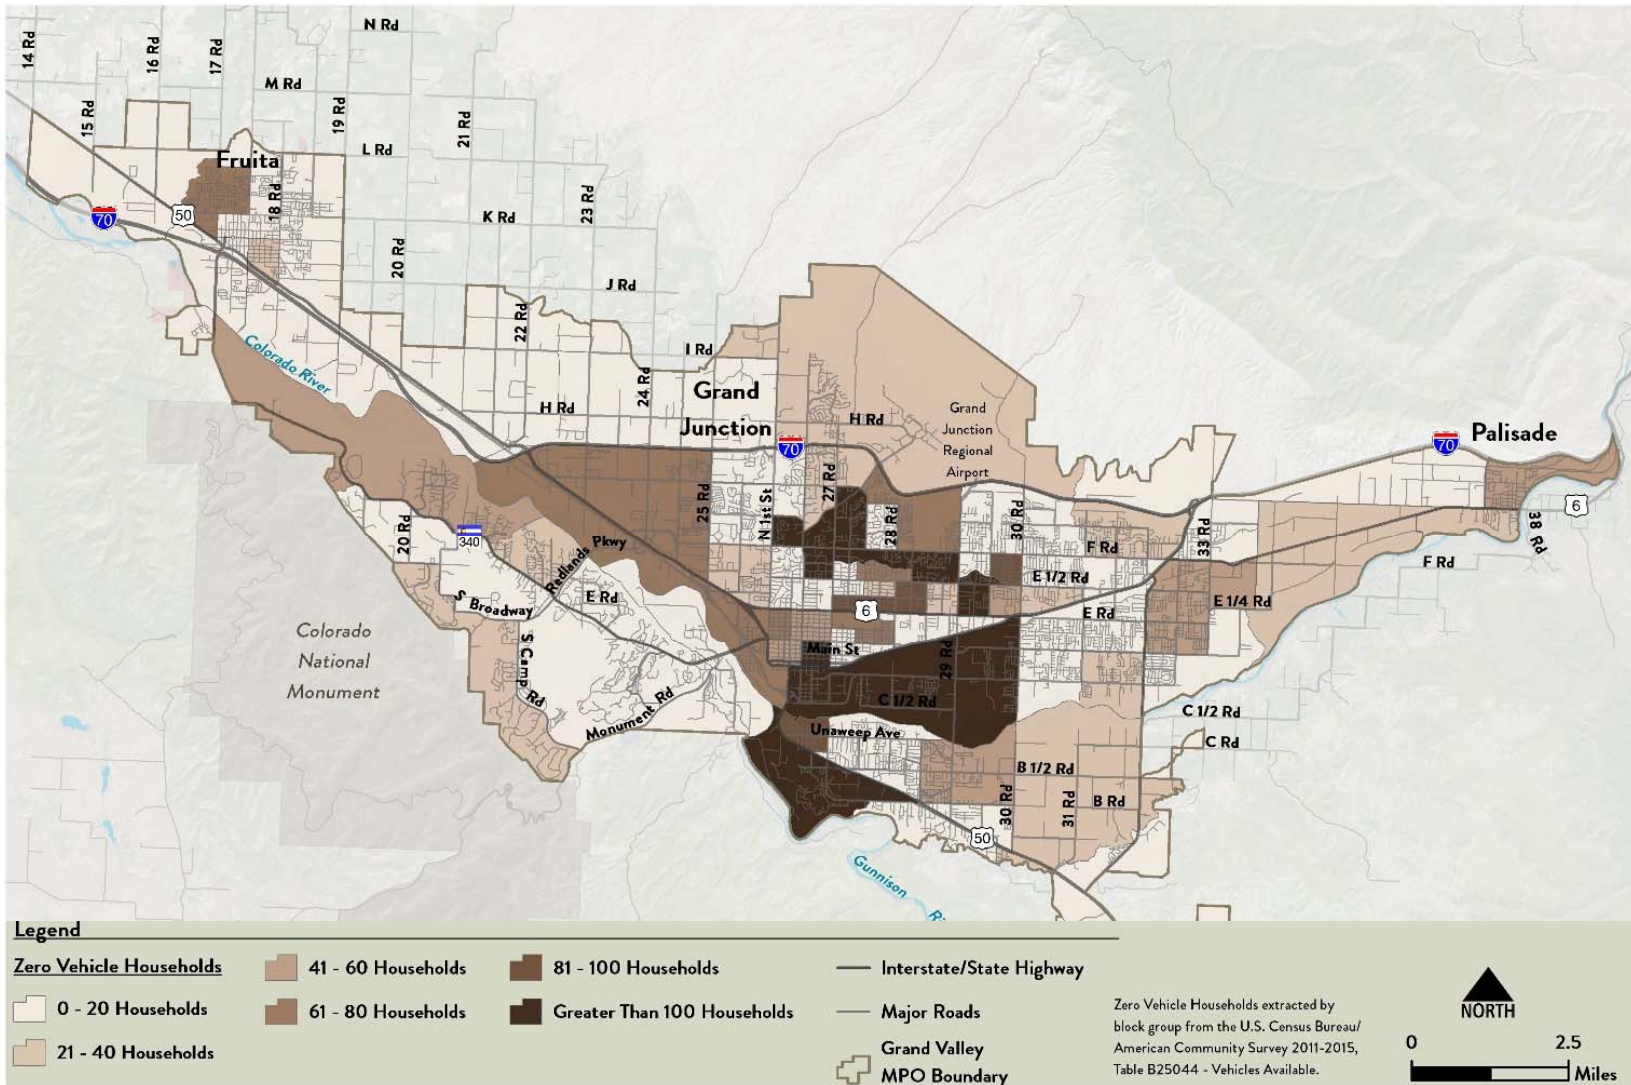 N Rd
14 Rd
16 Rd
17 Rd
M Rd
15 Rd
19 Rd
21 Rd
L Rd
Fruita
18 Rd
23 Rd
70
50
K Rd
20 Rd
J Rd
22 Rd
Colorado River
I Rd
24 Rd
Grand
Junction
H Rd
H Rd
Grand
Junction
Regional
Airport
70
70
Palisade
27 Rd
25 Rd
N 1st St
28 Rd
30 Rd
33 Rd
6
38 Rd
20 Rd
340
Redlands Pkwy
F Rd
F Rd
E 1/2 Rd
S Broadway
E Rd
6
E Rd
E 1/4 Rd
Colorado
National
Monument
S Camp Rd
Main St
29 Rd
Monument Rd
C 1/2 Rd
C 1/2 Rd
Unaweep Ave
C Rd
B 1/2 Rd
30 Rd
31 Rd
B Rd
50
Gunnison
Ri
Legend
Zero Vehicle Households
0 - 20 Households
21 - 40 Households
41 - 60 Households
61 - 80 Households
81 - 100 Households
Greater Than 100 Households
Interstate/State Highway
Major Roads
Grand Valley
MPO Boundary
Zero Vehicle Households extracted by
block group from the U.S. Census Bureau/
American Community Survey 2011-2015,
Table B25044 - Vehicles Available.
NORTH
0 2.5
Miles